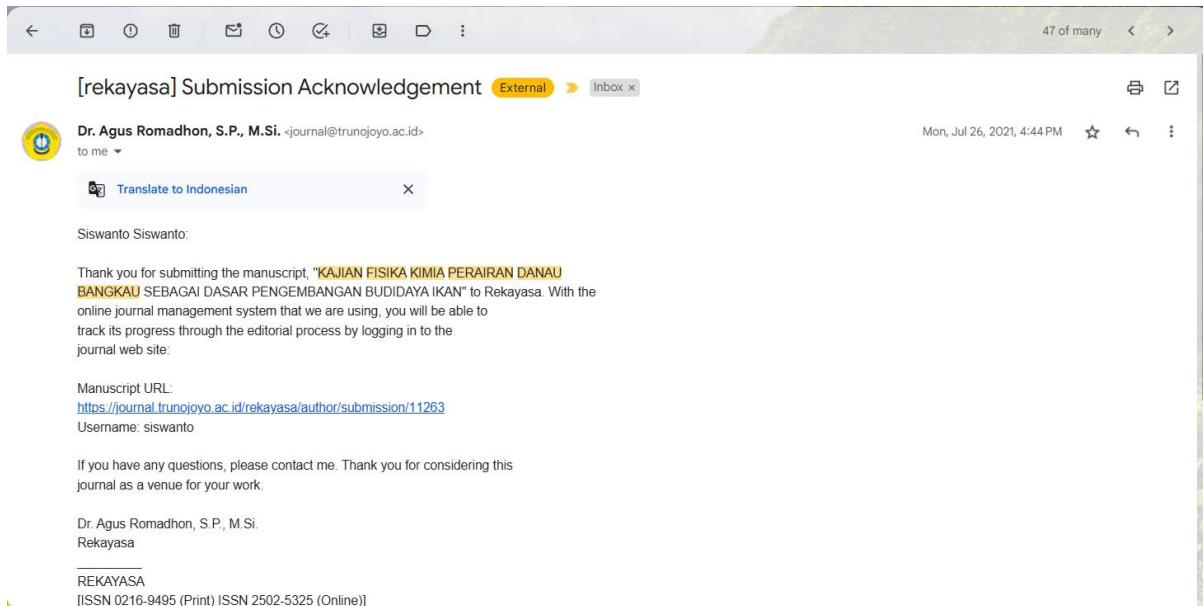 47 of many
[rekayasa] Submission Acknowledgement External Inbox ×
Dr. Agus Romadhon, S.P., M.Si. <journal@trunojoyo.ac.id> Mon, Jul 26, 2021, 4:44 PM
to me
Translate to Indonesian
Siswanto Siswanto:
Thank you for submitting the manuscript, "KAJIAN FISIKA KIMIA PERAIRAN DANAU
BANGKAU SEBAGAI DASAR PENGEMBANGAN BUDIDAYA IKAN" to Rekayasa. With the
online journal management system that we are using, you will be able to
track its progress through the editorial process by logging in to the
journal web site:
Manuscript URL:
https://journal.trunojoyo.ac.id/rekayasa/author/submission/11263
Username: siswanto
If you have any questions, please contact me. Thank you for considering this
journal as a venue for your work.
Dr. Agus Romadhon, S.P., M.Si.
Rekayasa
__________
REKAYASA
[ISSN 0216-9495 (Print) ISSN 2502-5325 (Online)]